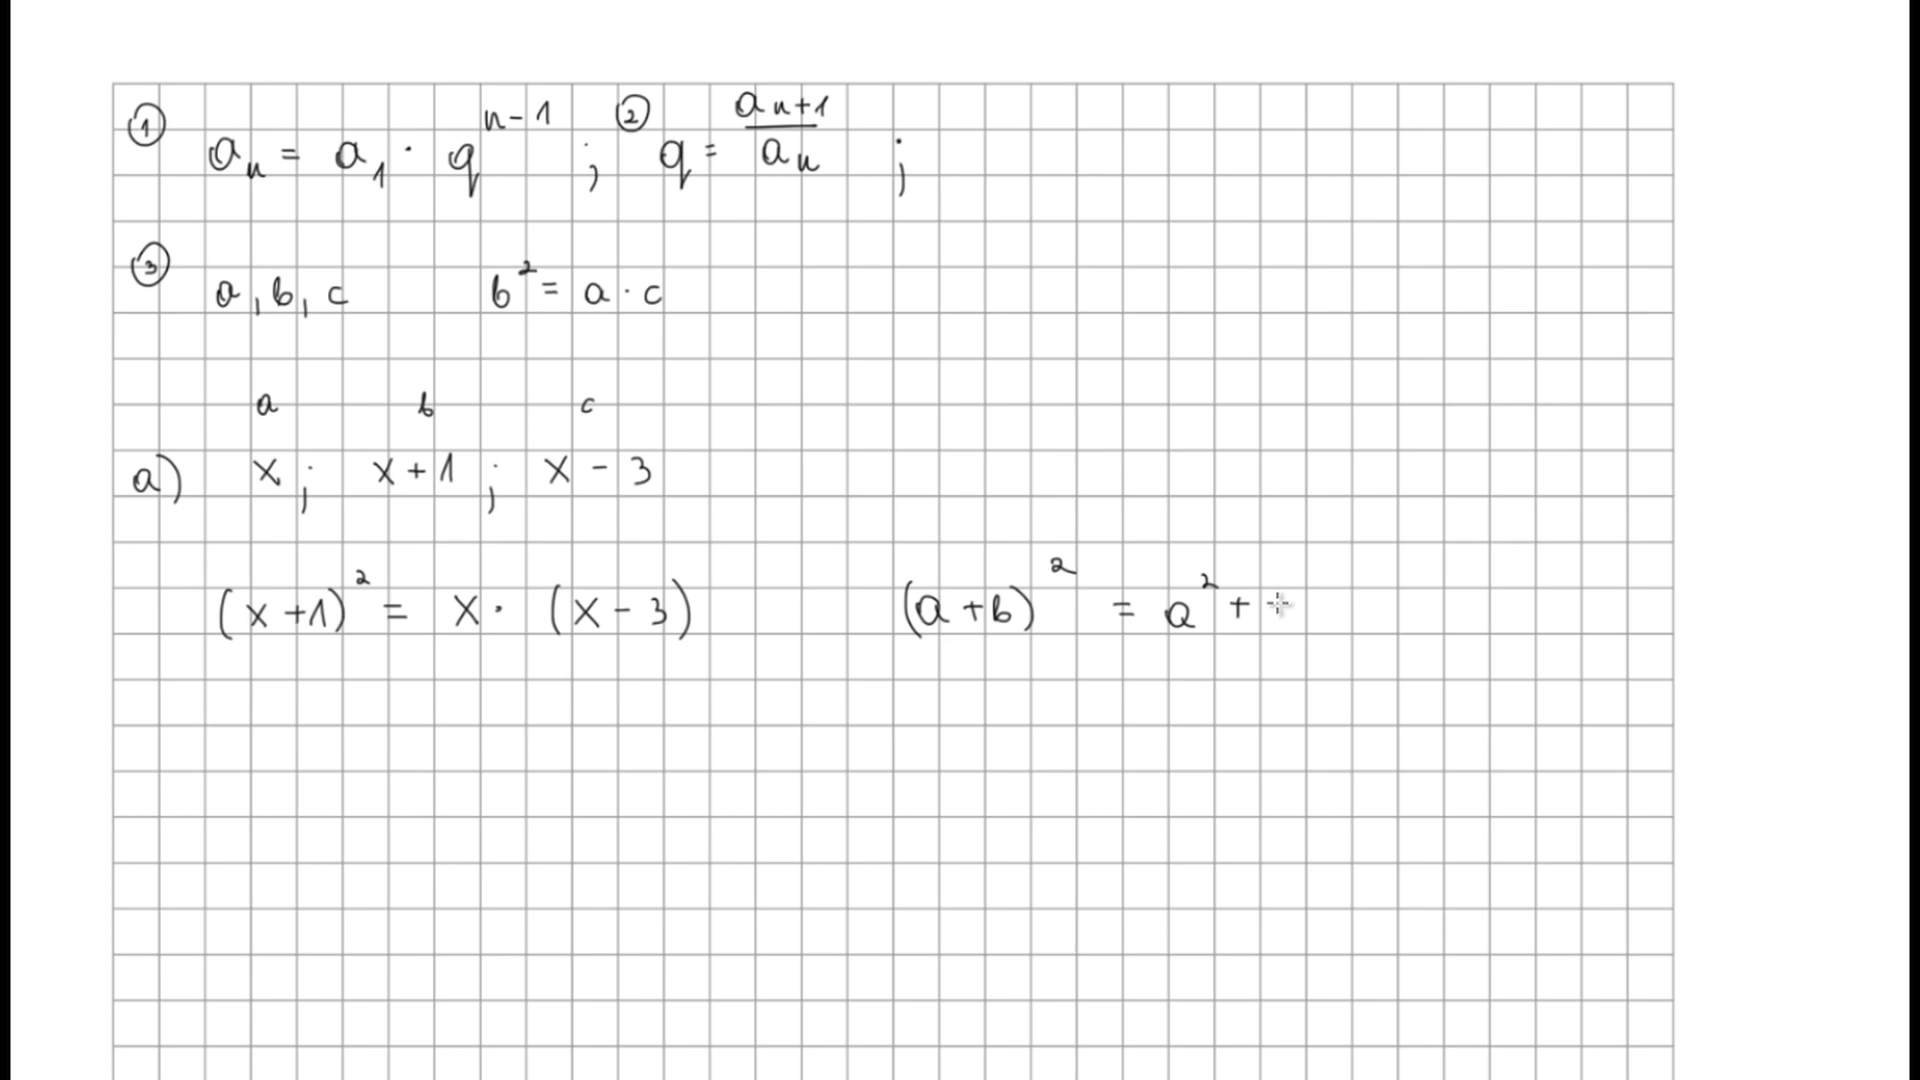 ① aₙ = a₁ · qⁿ⁻¹ ; ② q = aₙ₊₁/aₙ ;
③ a, b, c b² = a · c
a b c
a) x; x+1; x-3
(x+1)² = x · (x-3) (a+b)² = a² +